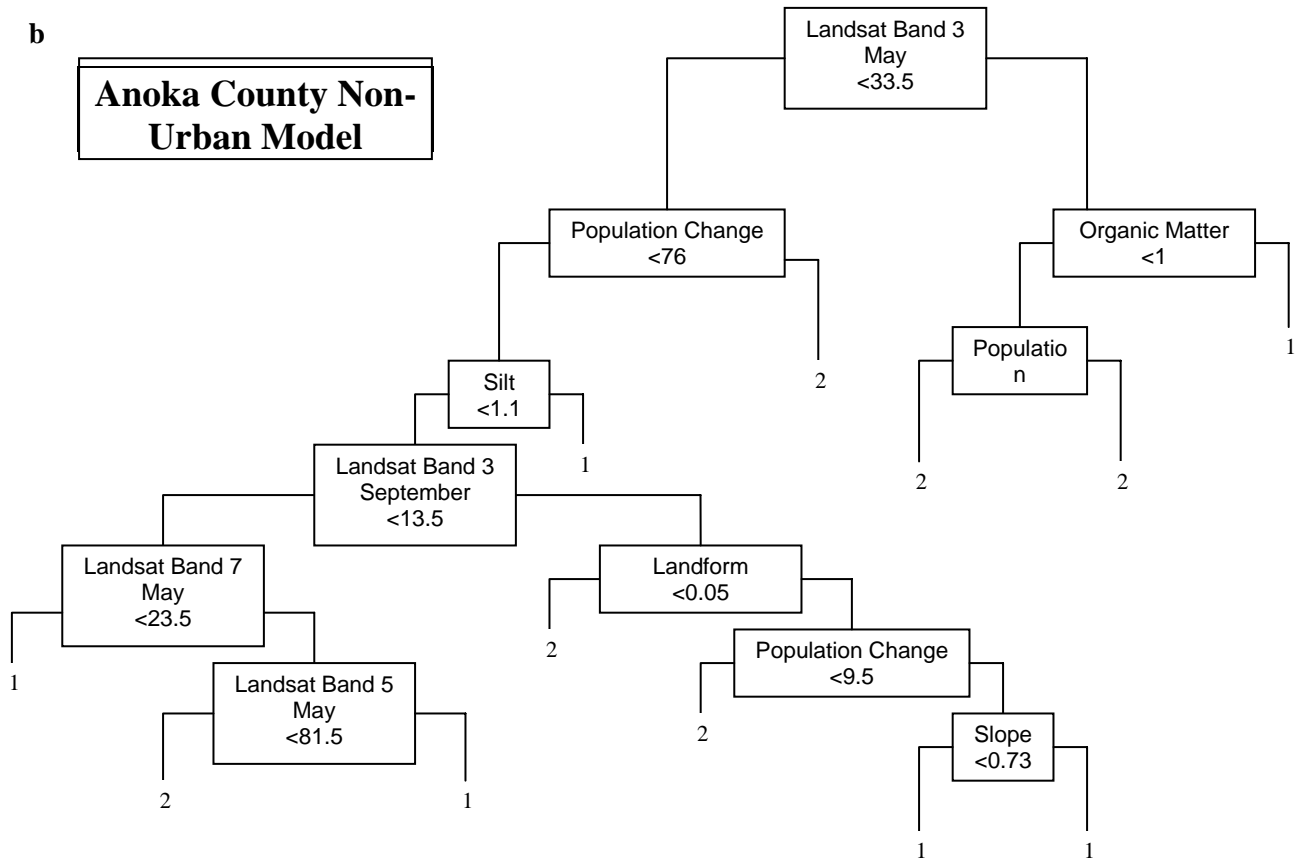 b
Anoka County Non-
Urban Model
Landsat Band 3
May
<33.5
Population Change
<76
Organic Matter
<1
Populatio
n
1
2
Silt
<1.1
2
2
1
Landsat Band 3
September
<13.5
Landsat Band 7
May
<23.5
Landform
<0.05
1
2
Landsat Band 5
May
<81.5
Population Change
<9.5
2
1
2
Slope
<0.73
1
1